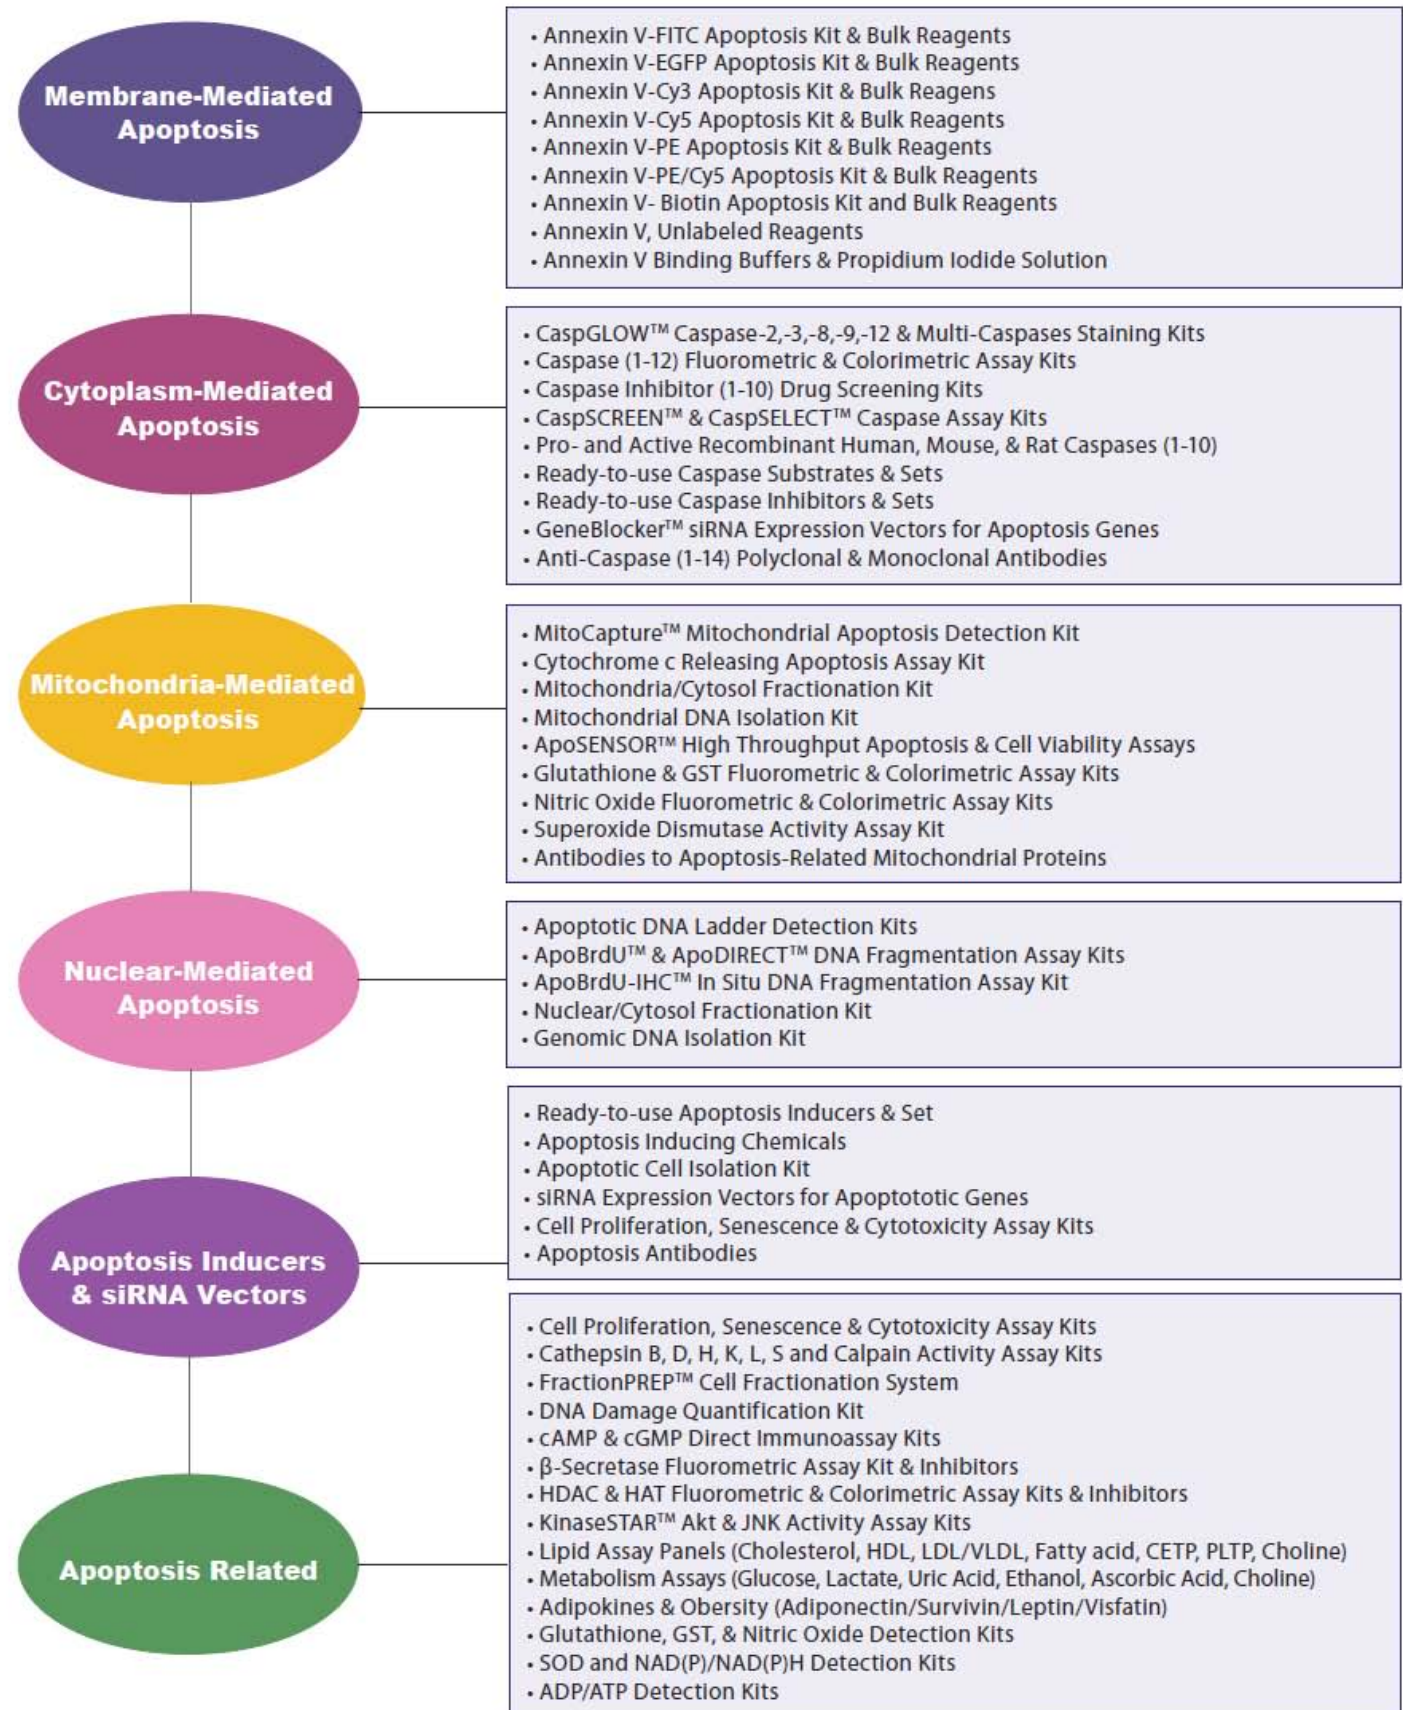 Membrane-Mediated
Apoptosis
• Annexin V-FITC Apoptosis Kit & Bulk Reagents
• Annexin V-EGFP Apoptosis Kit & Bulk Reagents
• Annexin V-Cy3 Apoptosis Kit & Bulk Reagens
• Annexin V-Cy5 Apoptosis Kit & Bulk Reagents
• Annexin V-PE Apoptosis Kit & Bulk Reagents
• Annexin V-PE/Cy5 Apoptosis Kit & Bulk Reagents
• Annexin V- Biotin Apoptosis Kit and Bulk Reagents
• Annexin V, Unlabeled Reagents
• Annexin V Binding Buffers & Propidium Iodide Solution
Cytoplasm-Mediated
Apoptosis
• CaspGLOW™ Caspase-2,-3,-8,-9,-12 & Multi-Caspases Staining Kits
• Caspase (1-12) Fluorometric & Colorimetric Assay Kits
• Caspase Inhibitor (1-10) Drug Screening Kits
• CaspSCREEN™ & CaspSELECT™ Caspase Assay Kits
• Pro- and Active Recombinant Human, Mouse, & Rat Caspases (1-10)
• Ready-to-use Caspase Substrates & Sets
• Ready-to-use Caspase Inhibitors & Sets
• GeneBlocker™ siRNA Expression Vectors for Apoptosis Genes
• Anti-Caspase (1-14) Polyclonal & Monoclonal Antibodies
Mitochondria-Mediated
Apoptosis
• MitoCapture™ Mitochondrial Apoptosis Detection Kit
• Cytochrome c Releasing Apoptosis Assay Kit
• Mitochondria/Cytosol Fractionation Kit
• Mitochondrial DNA Isolation Kit
• ApoSENSOR™ High Throughput Apoptosis & Cell Viability Assays
• Glutathione & GST Fluorometric & Colorimetric Assay Kits
• Nitric Oxide Fluorometric & Colorimetric Assay Kits
• Superoxide Dismutase Activity Assay Kit
• Antibodies to Apoptosis-Related Mitochondrial Proteins
Nuclear-Mediated
Apoptosis
• Apoptotic DNA Ladder Detection Kits
• ApoBrdU™ & ApoDIRECT™ DNA Fragmentation Assay Kits
• ApoBrdU-IHC™ In Situ DNA Fragmentation Assay Kit
• Nuclear/Cytosol Fractionation Kit
• Genomic DNA Isolation Kit
Apoptosis Inducers
& siRNA Vectors
• Ready-to-use Apoptosis Inducers & Set
• Apoptosis Inducing Chemicals
• Apoptotic Cell Isolation Kit
• siRNA Expression Vectors for Apoptototic Genes
• Cell Proliferation, Senescence & Cytotoxicity Assay Kits
• Apoptosis Antibodies
Apoptosis Related
• Cell Proliferation, Senescence & Cytotoxicity Assay Kits
• Cathepsin B, D, H, K, L, S and Calpain Activity Assay Kits
• FractionPREP™ Cell Fractionation System
• DNA Damage Quantification Kit
• cAMP & cGMP Direct Immunoassay Kits
• β-Secretase Fluorometric Assay Kit & Inhibitors
• HDAC & HAT Fluorometric & Colorimetric Assay Kits & Inhibitors
• KinaseSTAR™ Akt & JNK Activity Assay Kits
• Lipid Assay Panels (Cholesterol, HDL, LDL/VLDL, Fatty acid, CETP, PLTP, Choline)
• Metabolism Assays (Glucose, Lactate, Uric Acid, Ethanol, Ascorbic Acid, Choline)
• Adipokines & Obersity (Adiponectin/Survivin/Leptin/Visfatin)
• Glutathione, GST, & Nitric Oxide Detection Kits
• SOD and NAD(P)/NAD(P)H Detection Kits
• ADP/ATP Detection Kits